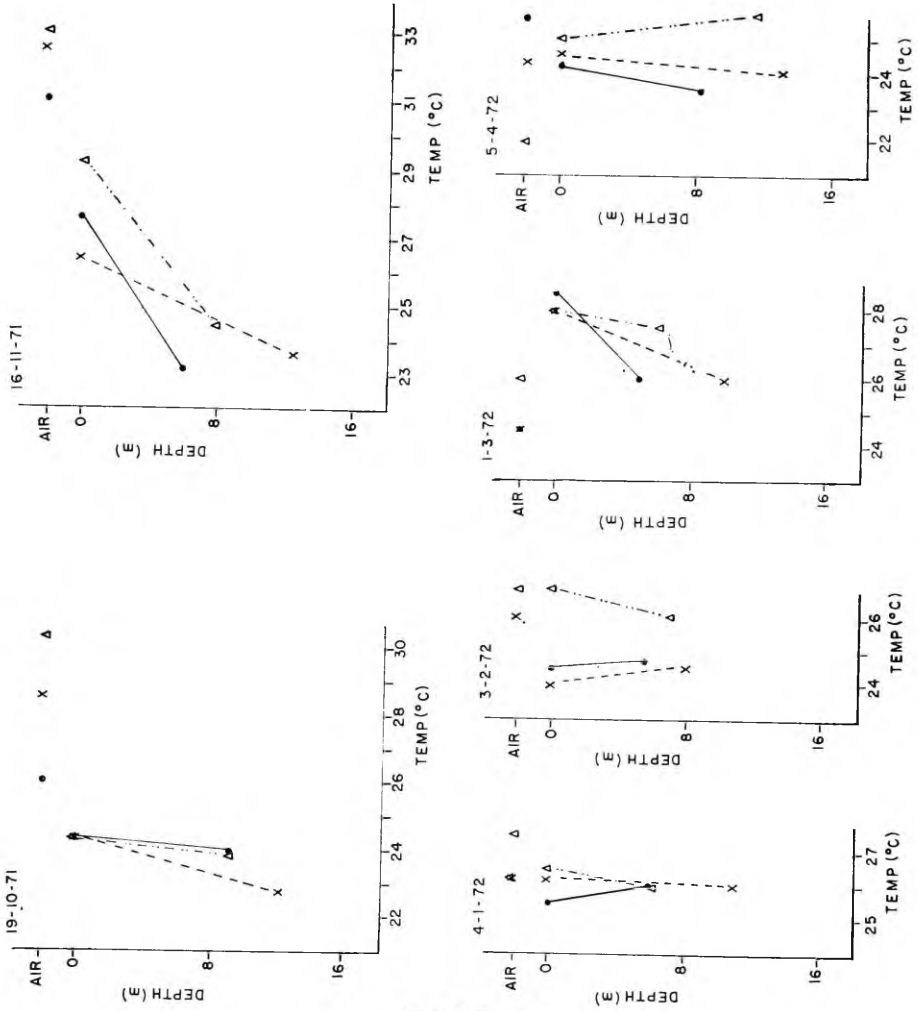 19-10-71
AIR
0
8
16
DEPTH (m)
22 24 26 28 30
TEMP (°C)
16-11-71
AIR
0
8
16
DEPTH (m)
23 25 27 29 31 33
TEMP (°C)
4-1-72
AIR
0
8
16
DEPTH (m)
25 27
TEMP (°C)
3-2-72
AIR
0
8
16
DEPTH (m)
24 26
TEMP (°C)
1-3-72
AIR
0
8
16
DEPTH (m)
24 26 28
TEMP (°C)
5-4-72
AIR
0
8
16
DEPTH (m)
22 24
TEMP (°C)